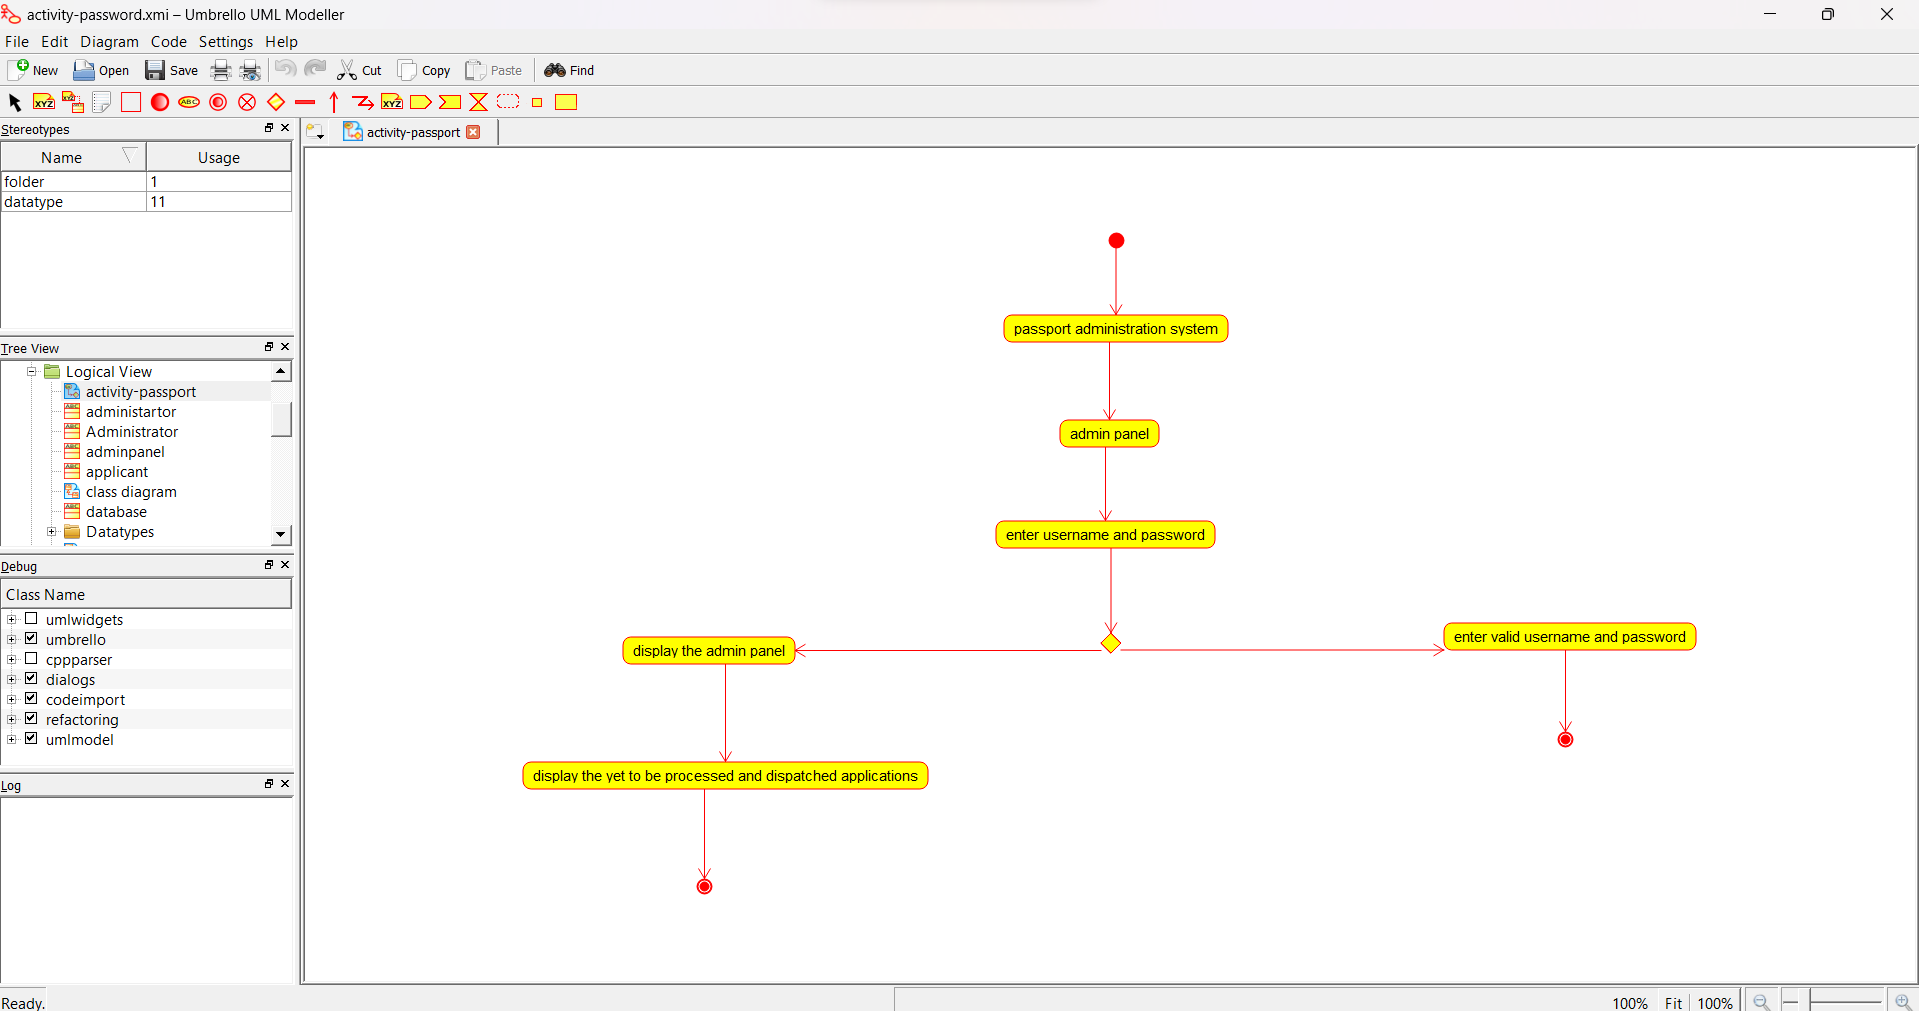 activity-password.xmi – Umbrello UML Modeller
File Edit Diagram Code Settings Help
New Open Save Cut Copy Paste Find
XYZ XYZ ABC XYZ
Stereotypes
activity-passport
Name Usage
folder 1
datatype 11
passport administration system
Tree View
Logical View
activity-passport
administartor
Administrator
adminpanel
applicant
class diagram
database
Datatypes
admin panel
enter username and password
display the admin panel
enter valid username and password
display the yet to be processed and dispatched applications
Debug
Class Name
umlwidgets
umbrello
cppparser
dialogs
codeimport
refactoring
umlmodel
Log
Ready.
100% Fit 100%